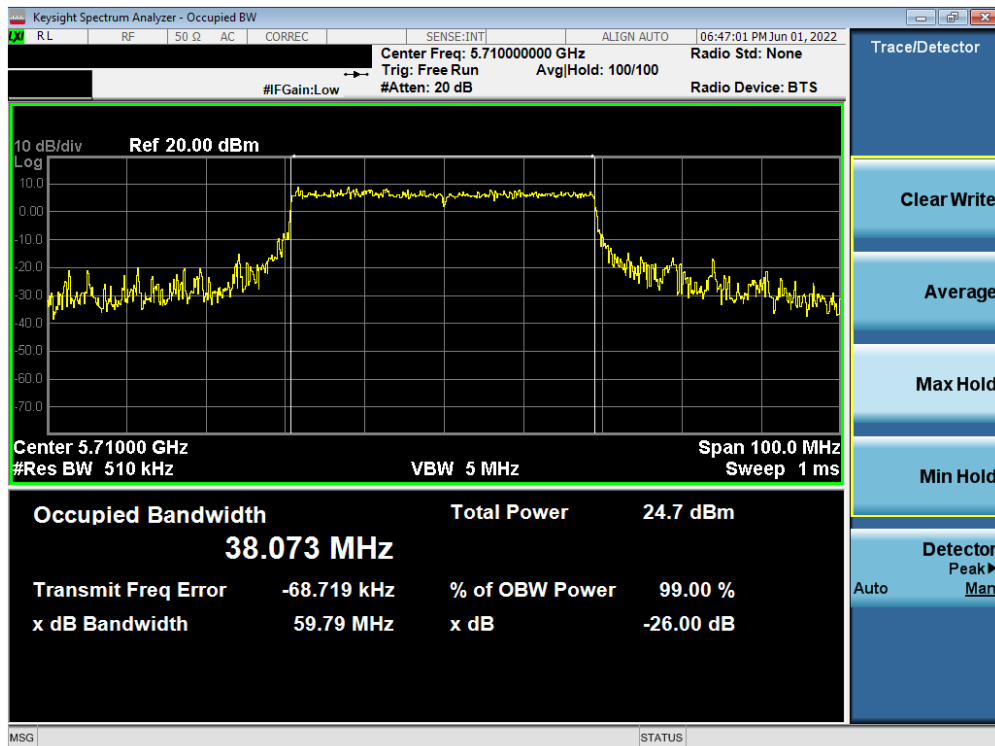 Keysight Spectrum Analyzer - Occupied BW
LXI RL RF 50 Ω AC CORREC SENSE:INT ALIGN AUTO 06:47:01 PM Jun 01, 2022
Center Freq: 5.710000000 GHz Radio Std: None
Trig: Free Run Avg|Hold: 100/100
#IFGain:Low #Atten: 20 dB Radio Device: BTS
Trace/Detector
10 dB/div Ref 20.00 dBm
Log
10.0
0.00
-10.0
-20.0
-30.0
-40.0
-50.0
-60.0
-70.0
Center 5.71000 GHz Span 100.0 MHz
#Res BW 510 kHz VBW 5 MHz Sweep 1 ms
Occupied Bandwidth Total Power 24.7 dBm
38.073 MHz
Transmit Freq Error -68.719 kHz % of OBW Power 99.00 %
x dB Bandwidth 59.79 MHz x dB -26.00 dB
Clear Write
Average
Max Hold
Min Hold
Detector
Peak▶
Auto Man
MSG STATUS